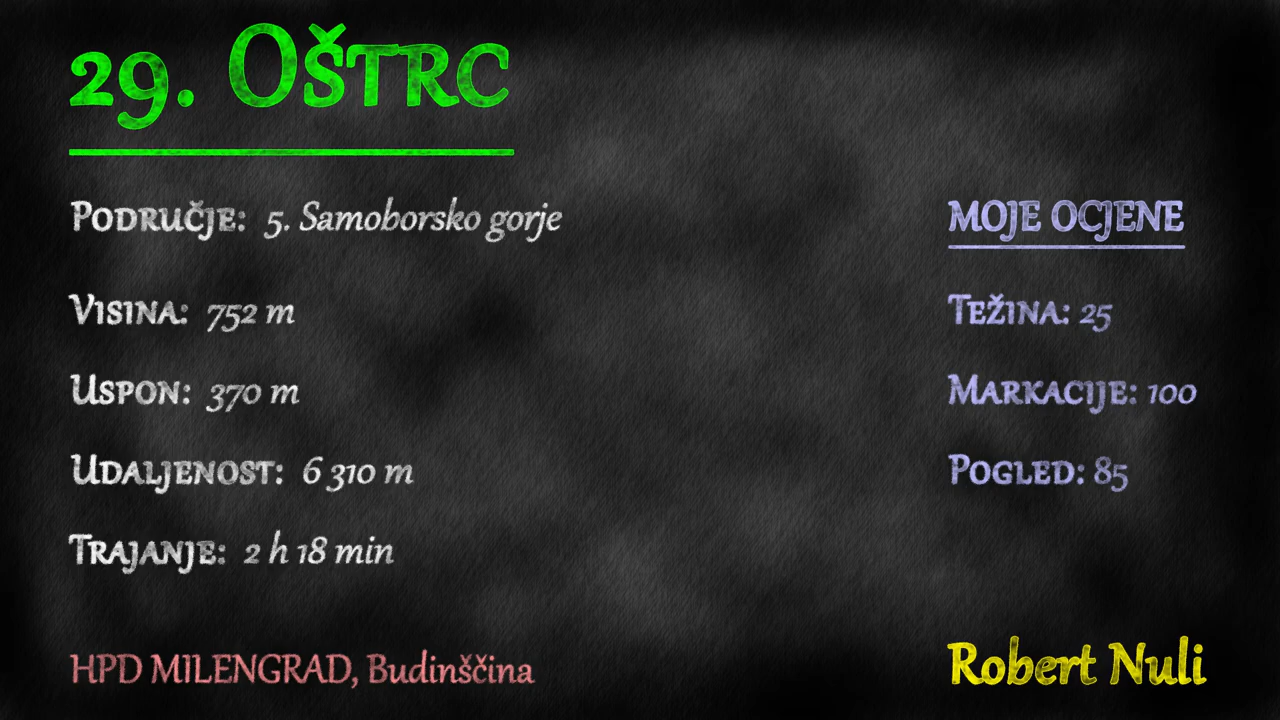 29. OŠTRC
PODRUČJE: 5. Samoborsko gorje
VISINA: 752 m
USPON: 370 m
UDALJENOST: 6 310 m
TRAJANJE: 2 h 18 min
HPD MILENGRAD, Budinščina
MOJE OCJENE
TEŽINA: 25
MARKACIJE: 100
POGLED: 85
Robert Nuli